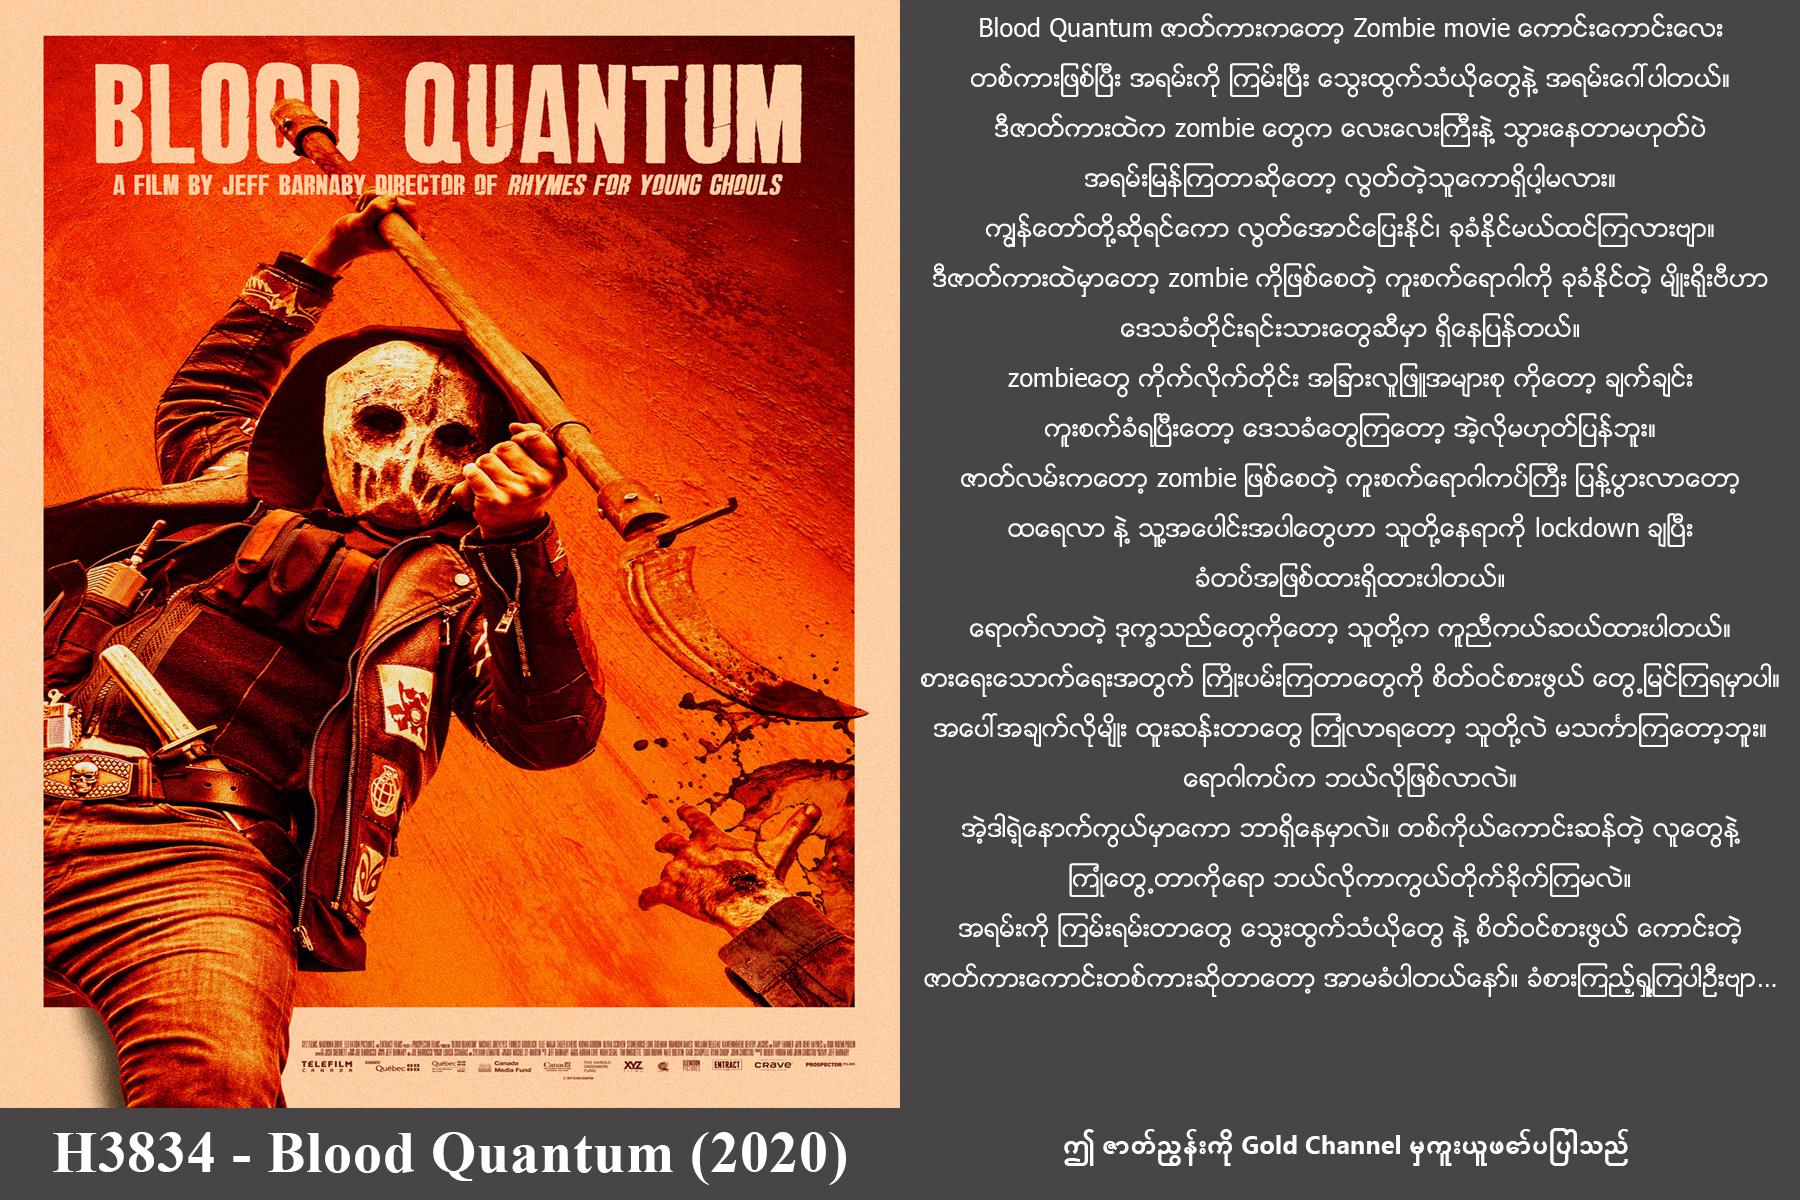 BLOOD QUANTUM
A FILM BY JEFF BARNABY DIRECTOR OF RHYMES FOR YOUNG GHOULS
TELEFILM CANADA
Québec
Québec
Canada Media Fund
THE HAROLD GREENBERG FUND
XYZ FILMS
ELEVATION PICTURES
ENTRACT
CRAVE
PROSPECTOR FILMS
H3834 - Blood Quantum (2020)
Blood Quantum ဇာတ်ကားကတော့ Zombie movie ကောင်းကောင်းလေး
တစ်ကားဖြစ်ပြီး အရမ်းကို ကြမ်းပြီး သွေးထွက်သံယိုတွေနဲ့ အရမ်းဂေါ်ပါတယ်။
ဒီဇာတ်ကားထဲက zombie တွေက လေးလေးကြီးနဲ့ သွားနေတာမဟုတ်ပဲ
အရမ်းမြန်ကြတာဆိုတော့ လွတ်တဲ့သူကောရှိပါ့မလား။
ကျွန်တော်တို့ဆိုရင်ကော လွတ်အောင်ပြေးနိုင်၊ ခုခံနိုင်မယ်ထင်ကြလားဗျာ။
ဒီဇာတ်ကားထဲမှာတော့ zombie ကိုဖြစ်စေတဲ့ ကူးစက်ရောဂါကို ခုခံနိုင်တဲ့ မျိုးရိုးဗီဟာ
ဒေသခံတိုင်းရင်းသားတွေဆီမှာ ရှိနေပြန်တယ်။
zombieတွေ ကိုက်လိုက်တိုင်း အခြားလူဖြူအများစု ကိုတော့ ချက်ချင်း
ကူးစက်ခံရပြီးတော့ ဒေသခံတွေကြတော့ အဲ့လိုမဟုတ်ပြန်ဘူး။
ဇာတ်လမ်းကတော့ zombie ဖြစ်စေတဲ့ ကူးစက်ရောဂါကပ်ကြီး ပြန့်ပွားလာတော့
ထရေလာ နဲ့ သူ့အပေါင်းအပါတွေဟာ သူတို့နေရာကို lockdown ချပြီး
ခံတပ်အဖြစ်ထားရှိထားပါတယ်။
ရောက်လာတဲ့ ဒုက္ခသည်တွေကိုတော့ သူတို့က ကူညီကယ်ဆယ်ထားပါတယ်။
စားရေးသောက်ရေးအတွက် ကြိုးပမ်းကြတာတွေကို စိတ်ဝင်စားဖွယ် တွေ့မြင်ကြရမှာပါ။
အပေါ်အချက်လိုမျိုး ထူးဆန်းတာတွေ ကြုံလာရတော့ သူတို့လဲ မသင်္ကာကြတော့ဘူး။
ရောဂါကပ်က ဘယ်လိုဖြစ်လာလဲ။
အဲ့ဒါရဲ့နောက်ကွယ်မှာကော ဘာရှိနေမှာလဲ။ တစ်ကိုယ်ကောင်းဆန်တဲ့ လူတွေနဲ့
ကြုံတွေ့တာကိုရော ဘယ်လိုကာကွယ်တိုက်ခိုက်ကြမလဲ။
အရမ်းကို ကြမ်းရမ်းတာတွေ သွေးထွက်သံယိုတွေ နဲ့ စိတ်ဝင်စားဖွယ် ကောင်းတဲ့
ဇာတ်ကားကောင်းတစ်ကားဆိုတာတော့ အာမခံပါတယ်နော်။ ခံစားကြည့်ရှုကြပါဦးဗျာ...
ဤ ဇာတ်ညွှန်းကို Gold Channel မှကူးယူဖော်ပပြါသည်